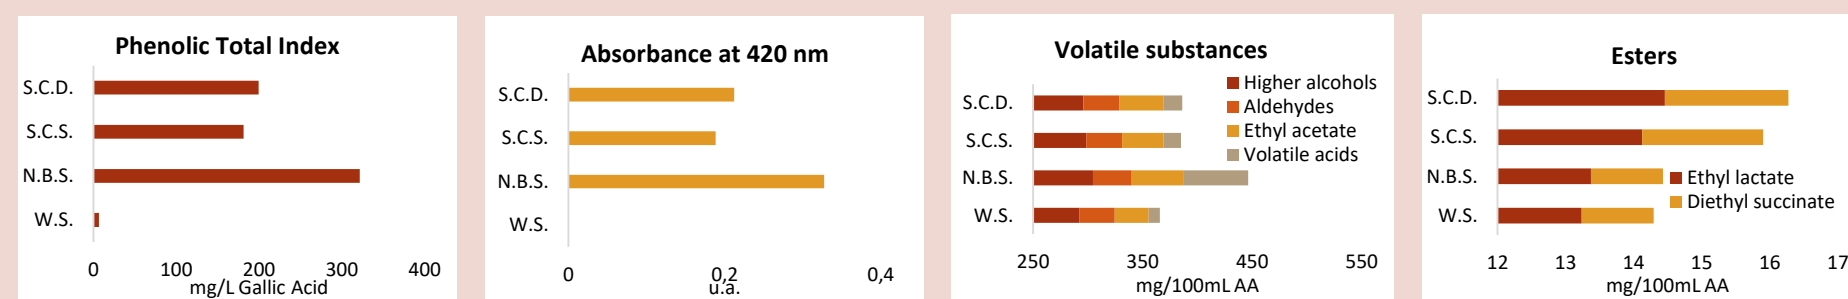 Phenolic Total Index
S.C.D.
S.C.S.
N.B.S.
W.S.
0 100 200 300 400
mg/L Gallic Acid
Absorbance at 420 nm
S.C.D.
S.C.S.
N.B.S.
W.S.
0 0,2 0,4
u.a.
Volatile substances
Higher alcohols
Aldehydes
Ethyl acetate
Volatile acids
S.C.D.
S.C.S.
N.B.S.
W.S.
250 350 450 550
mg/100mL AA
Esters
S.C.D.
S.C.S.
N.B.S.
W.S.
Ethyl lactate
Diethyl succinate
12 13 14 15 16 17
mg/100mL AA